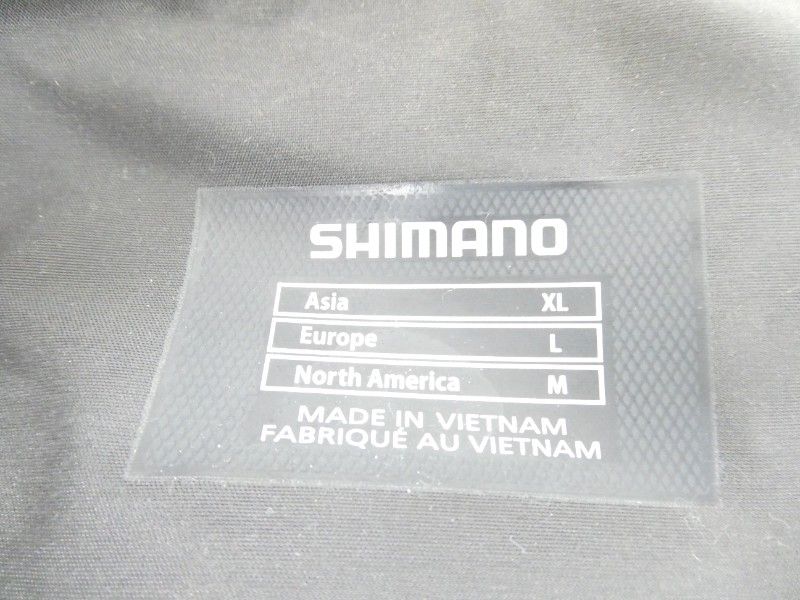 SHIMANO
Asia XL
Europe L
North America M
MADE IN VIETNAM
FABRIQUÉ AU VIETNAM